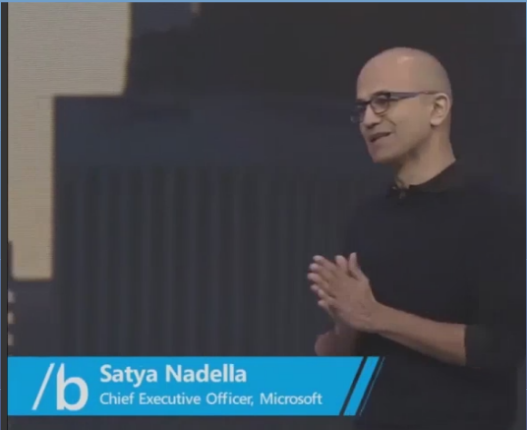 /b
Satya Nadella
Chief Executive Officer, Microsoft